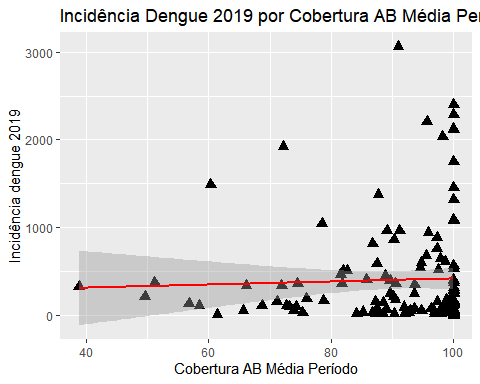 Incidência Dengue 2019 por Cobertura AB Média Per
Incidência dengue 2019
3000
2000
1000
0
40
60
80
100
Cobertura AB Média Período